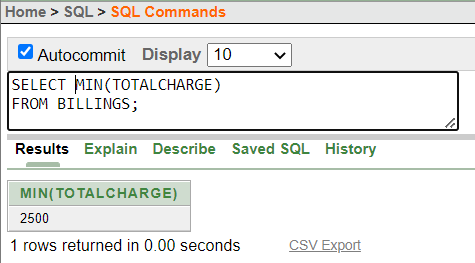 Home > SQL > SQL Commands
Autocommit Display 10
SELECT MIN(TOTALCHARGE)
FROM BILLINGS;
Results Explain Describe Saved SQL History
MIN(TOTALCHARGE)
2500
1 rows returned in 0.00 seconds CSV Export